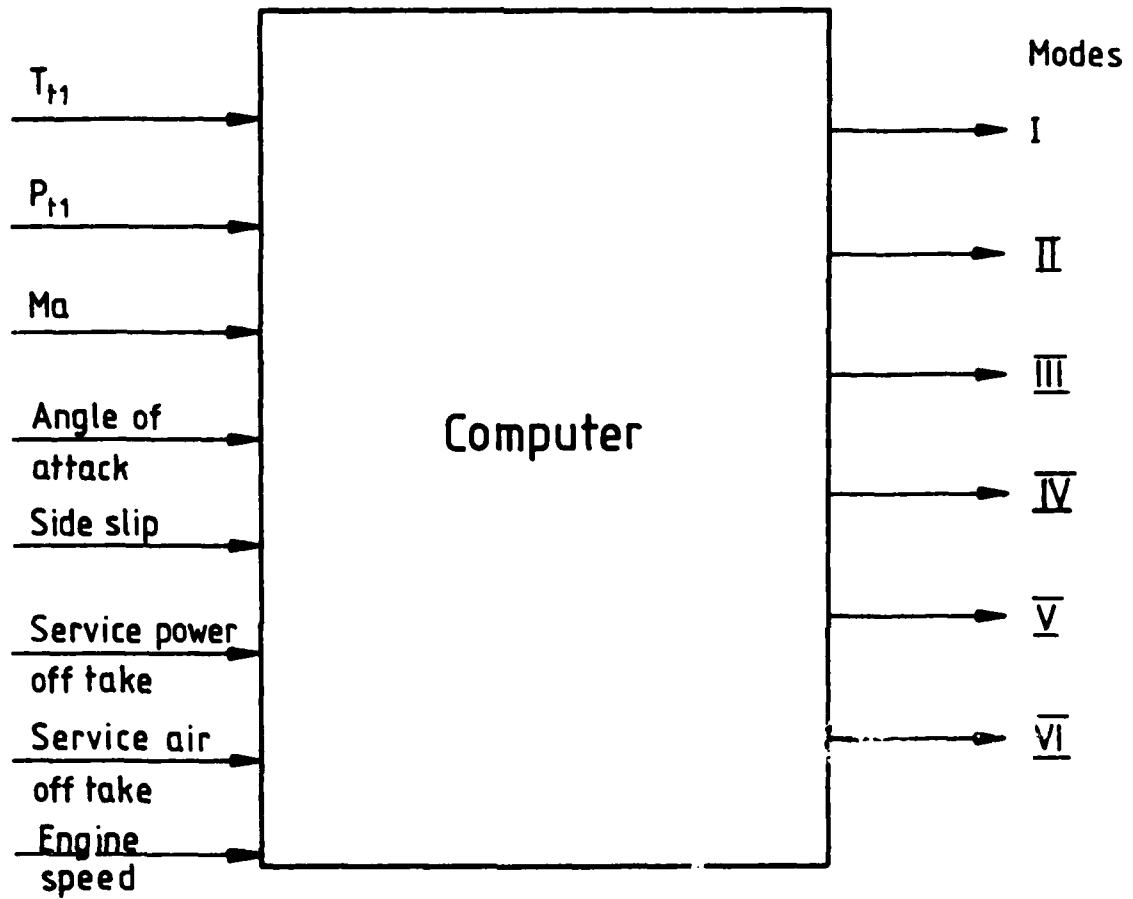 T_t1
P_t1
Ma
Angle of
attack
Side slip
Service power
off take
Service air
off take
Engine
speed
Computer
Modes
I
II
III
IV
V
VI